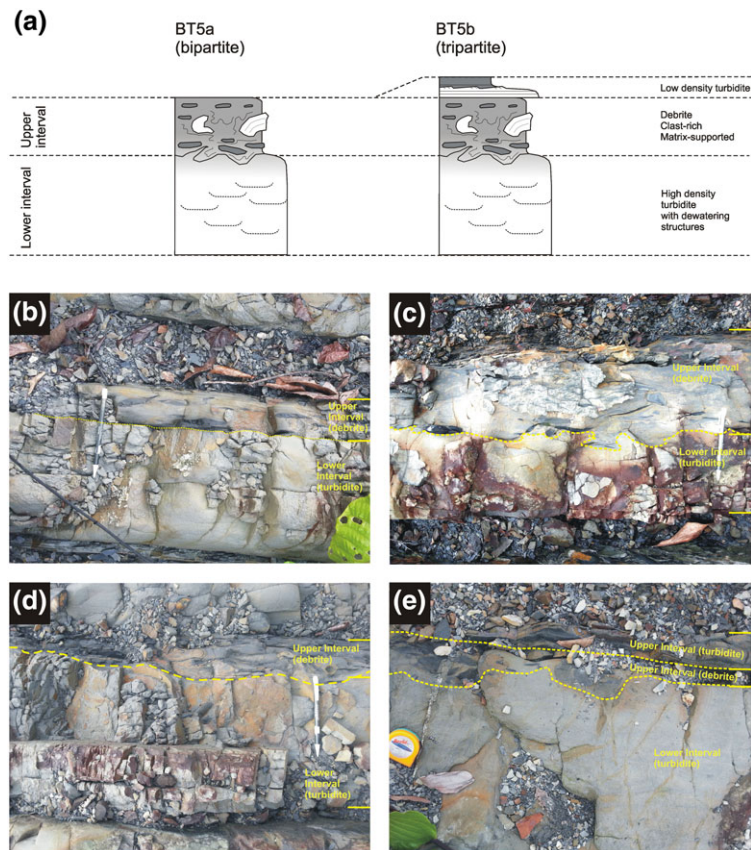 (a)
BT5a
(bipartite)
BT5b
(tripartite)
Upper
interval
Lower interval
Low density turbidite
Debrite
Clast-rich
Matrix-supported
High density
turbidite
with dewatering
structures
(b)
Upper
Interval
(debrite)
Lower
Interval
(turbidite)
(c)
Upper Interval
(debrite)
Lower Interval
(turbidite)
(d)
Upper Interval
(debrite)
Lower
Interval
(turbidite)
(e)
Upper Interval (turbidite)
Upper Interval (debrite)
Lower Interval
(turbidite)